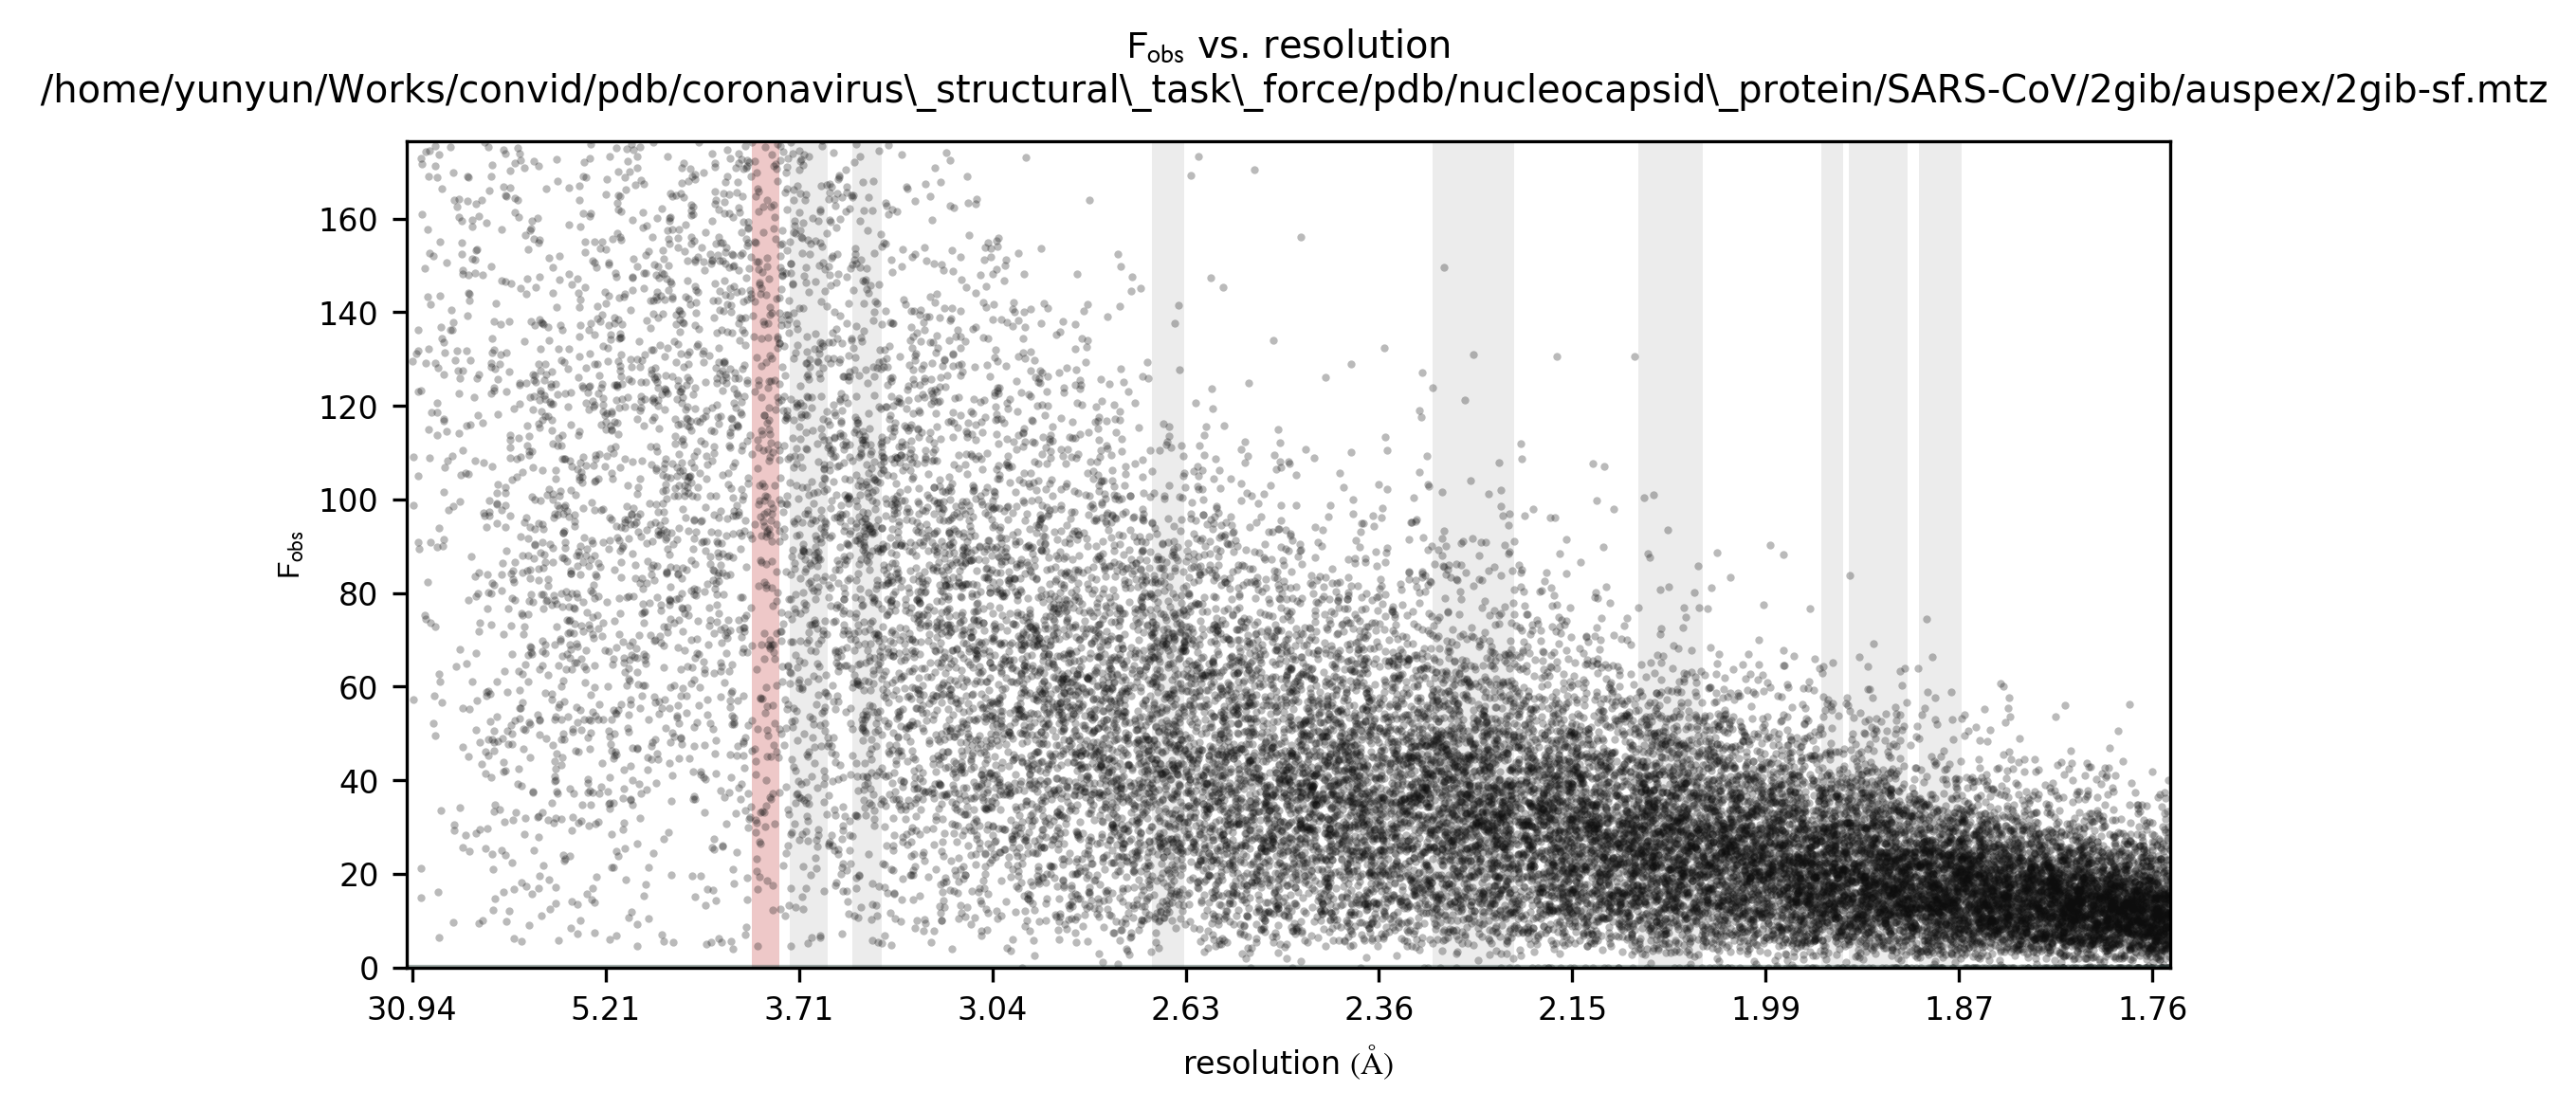 Fobs vs. resolution
/home/yunyun/Works/convid/pdb/coronavirus\_structural\_task\_force/pdb/nucleocapsid\_protein/SARS-CoV/2gib/auspex/2gib-sf.mtz
160
140
120
100
80
60
40
20
0
Fobs
30.94 5.21 3.71 3.04 2.63 2.36 2.15 1.99 1.87 1.76
resolution (Å)